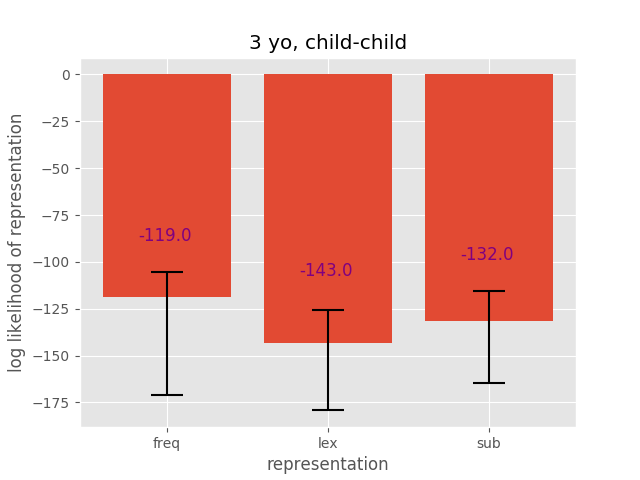 3 yo, child-child
log likelihood of representation
0
−25
−50
−75
−100
−125
−150
−175
-119.0
-143.0
-132.0
freq
lex
sub
representation